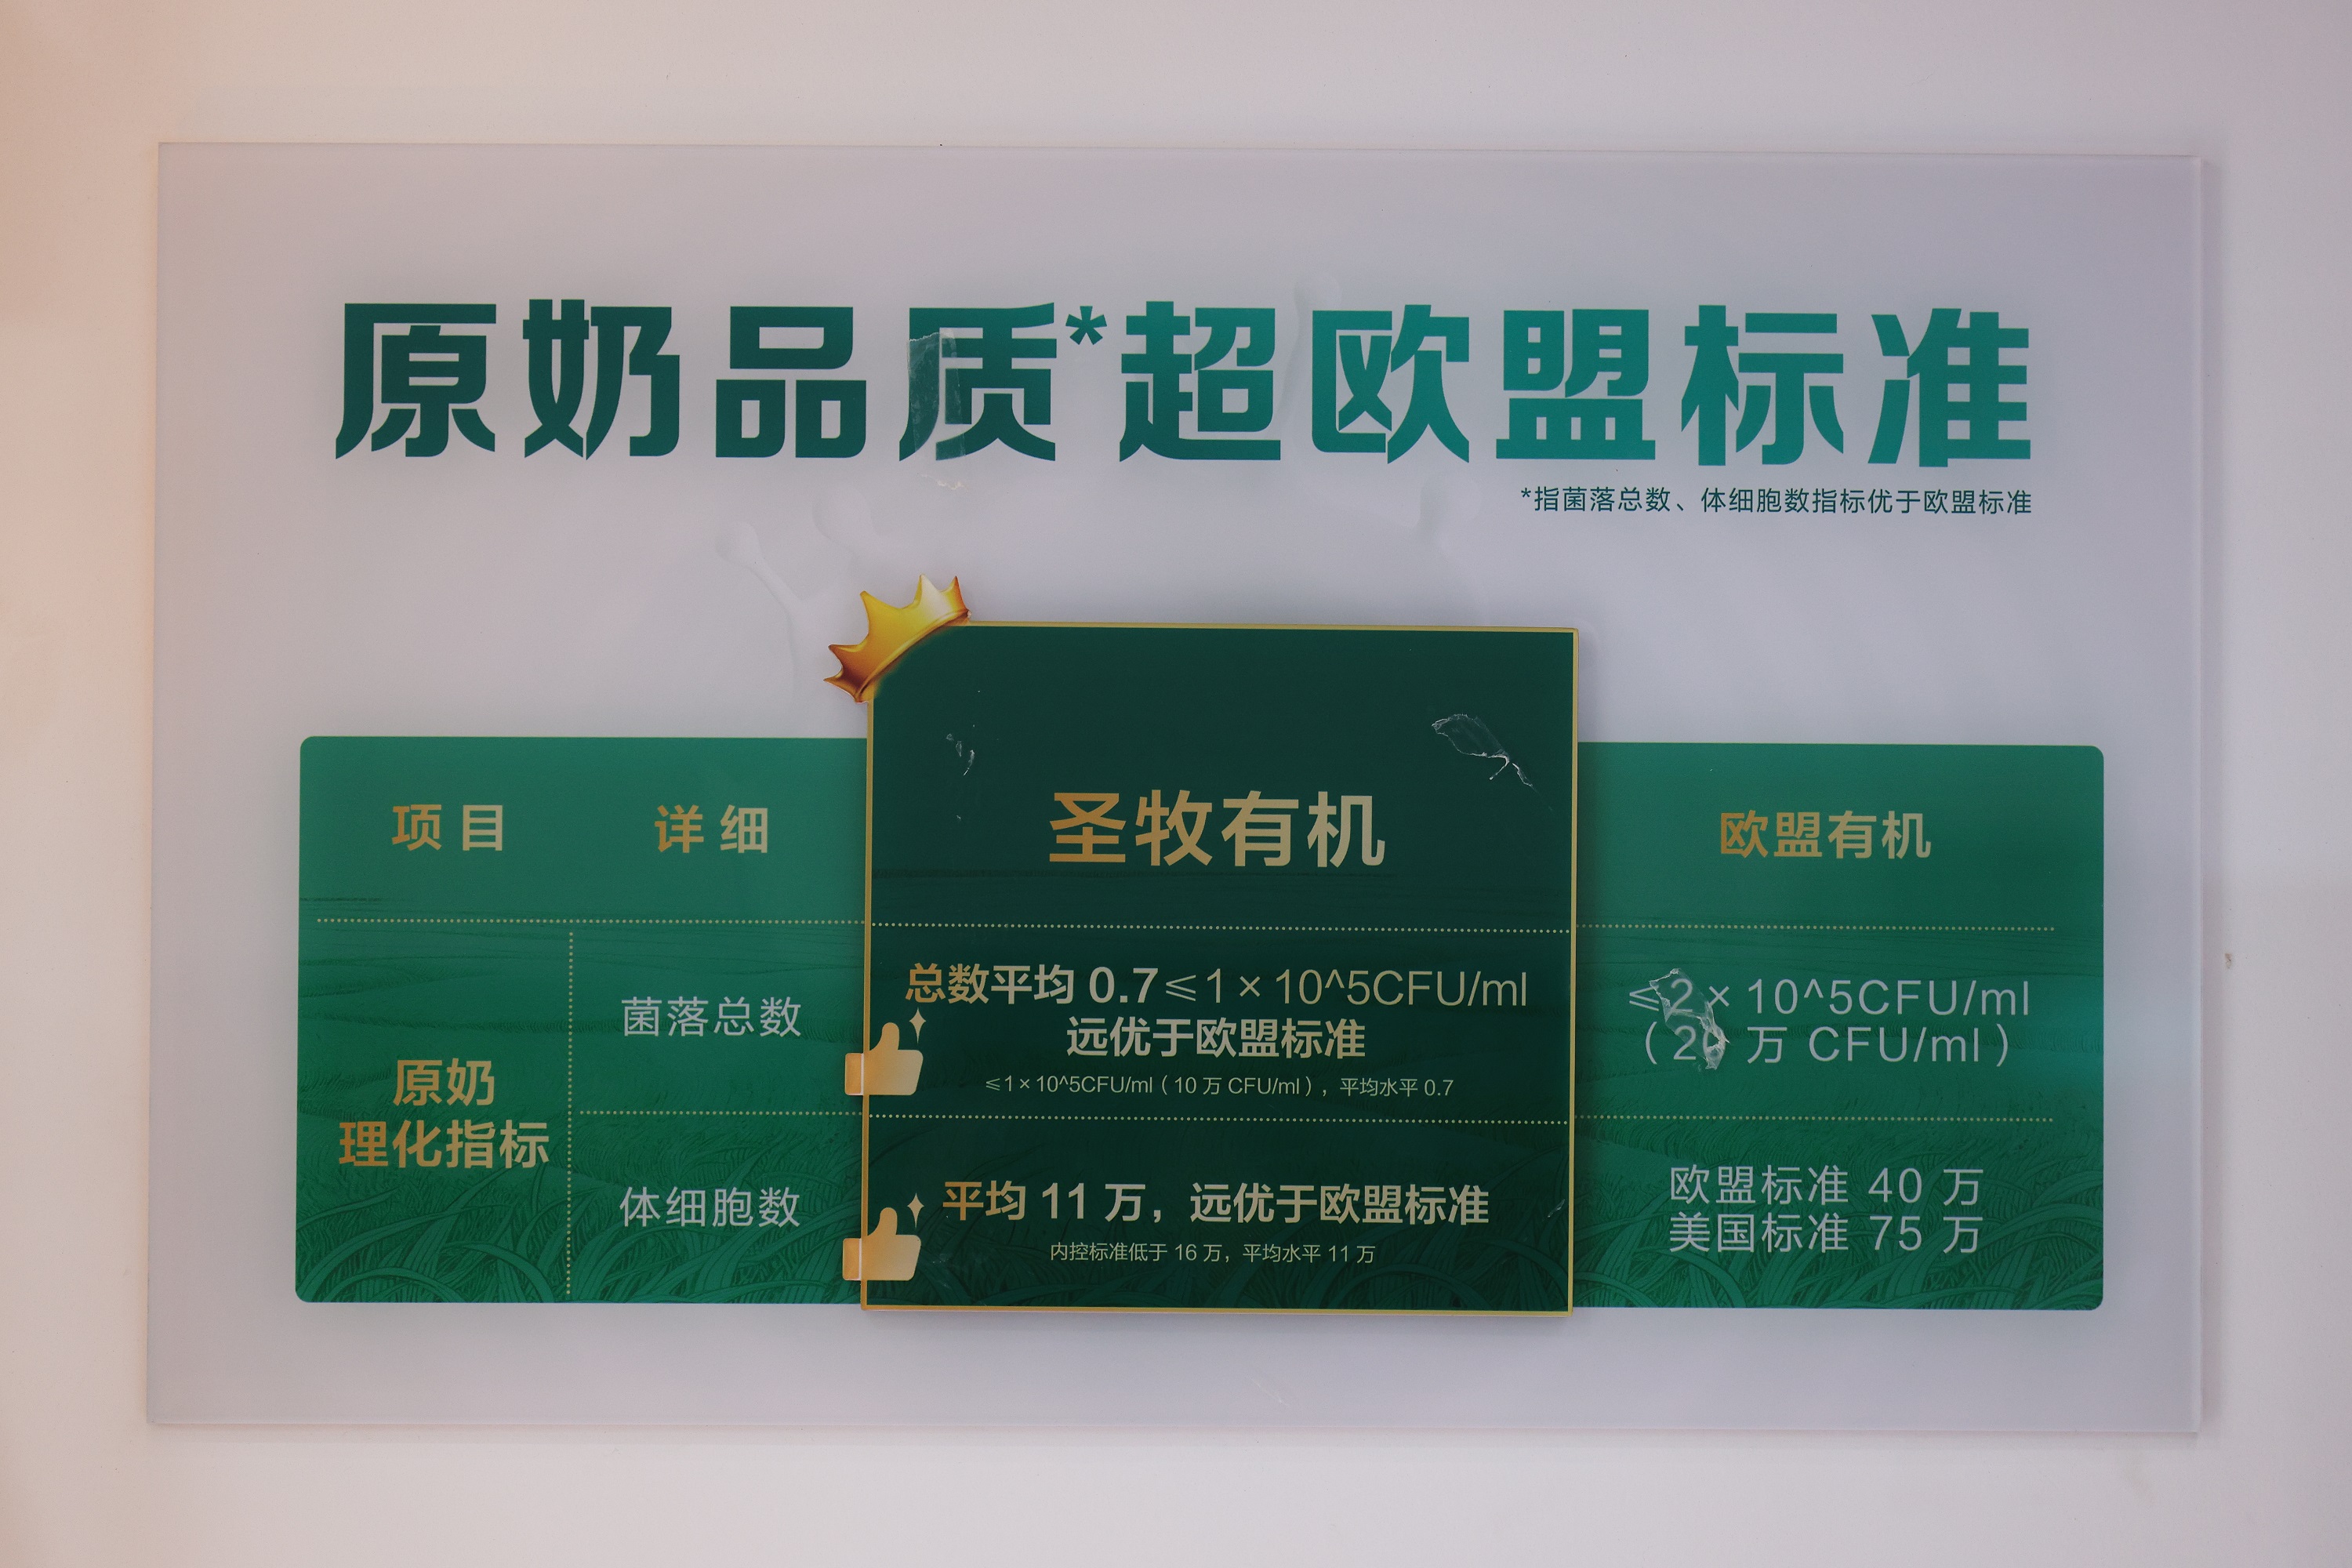 原奶品质*超欧盟标准
*指菌落总数、体细胞数指标优于欧盟标准
项目
详细
圣牧有机
欧盟有机
原奶
理化指标
菌落总数
总数平均 0.7≤1×10^5CFU/ml
远优于欧盟标准
≤1×10^5CFU/ml（10 万 CFU/ml），平均水平 0.7
≤2×10^5CFU/ml
（20 万 CFU/ml）
体细胞数
平均 11 万，远优于欧盟标准
内控标准低于 16 万，平均水平 11 万
欧盟标准 40 万
美国标准 75 万